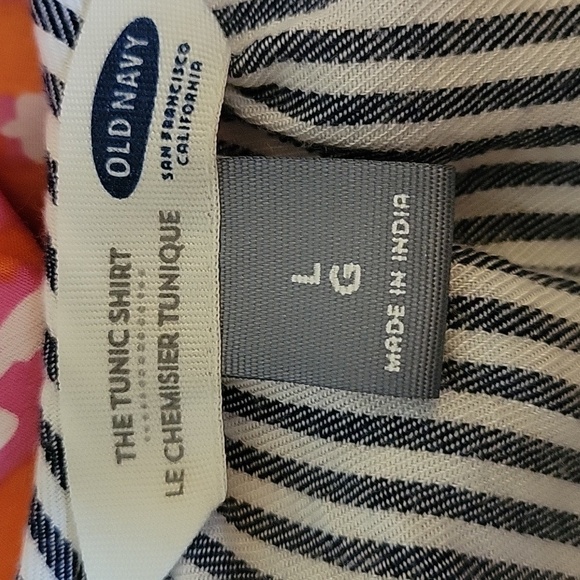 OLD NAVY
SAN FRANCISCO
CALIFORNIA
THE TUNIC SHIRT
LE CHEMISIER TUNIQUE
L
G
MADE IN INDIA